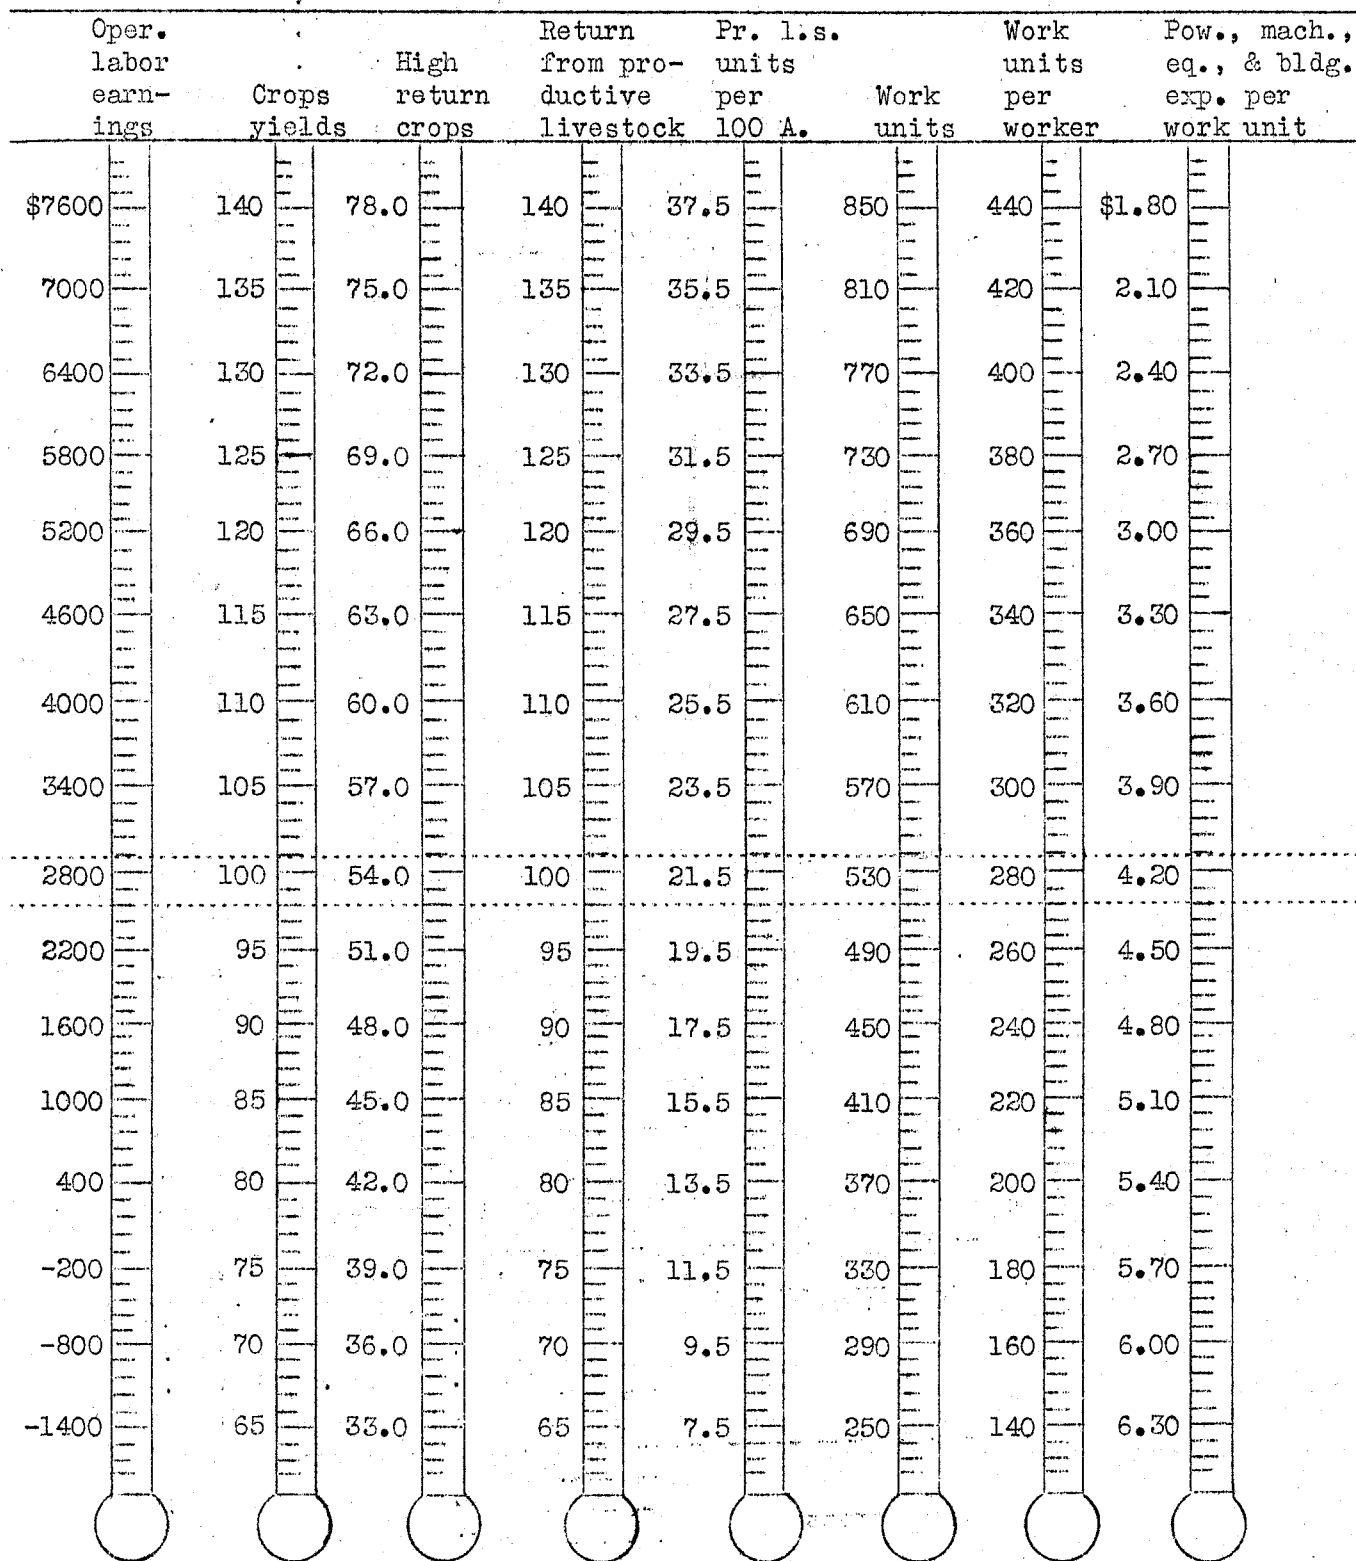 Oper. Return Pr. l.s. Work Pow., mach.,
labor High from pro- units units eq., & bldg.
earn- Crops return ductive per Work per exp. per
ings yields crops livestock 100 A. units worker work unit
$7600 140 78.0 140 37.5 850 440 $1.80
7000 135 75.0 135 35.5 810 420 2.10
6400 130 72.0 130 33.5 770 400 2.40
5800 125 69.0 125 31.5 730 380 2.70
5200 120 66.0 120 29.5 690 360 3.00
4600 115 63.0 115 27.5 650 340 3.30
4000 110 60.0 110 25.5 610 320 3.60
3400 105 57.0 105 23.5 570 300 3.90
2800 100 54.0 100 21.5 530 280 4.20
2200 95 51.0 95 19.5 490 260 4.50
1600 90 48.0 90 17.5 450 240 4.80
1000 85 45.0 85 15.5 410 220 5.10
400 80 42.0 80 13.5 370 200 5.40
-200 75 39.0 75 11.5 330 180 5.70
-800 70 36.0 70 9.5 290 160 6.00
-1400 65 33.0 65 7.5 250 140 6.30